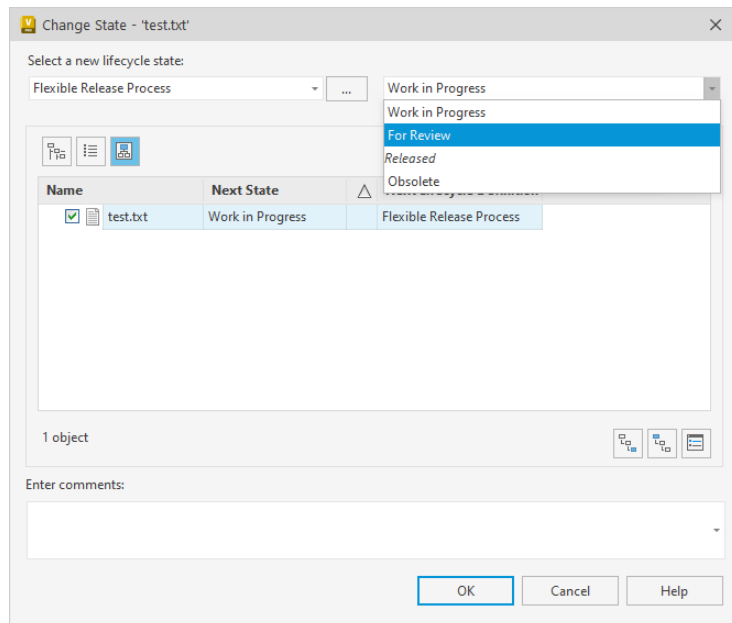 Change State - 'test.txt'
Select a new lifecycle state:
Flexible Release Process
...
Work in Progress
Work in Progress
For Review
Released
Obsolete
Name
Next State
test.txt
Work in Progress
Flexible Release Process
1 object
Enter comments:
OK
Cancel
Help